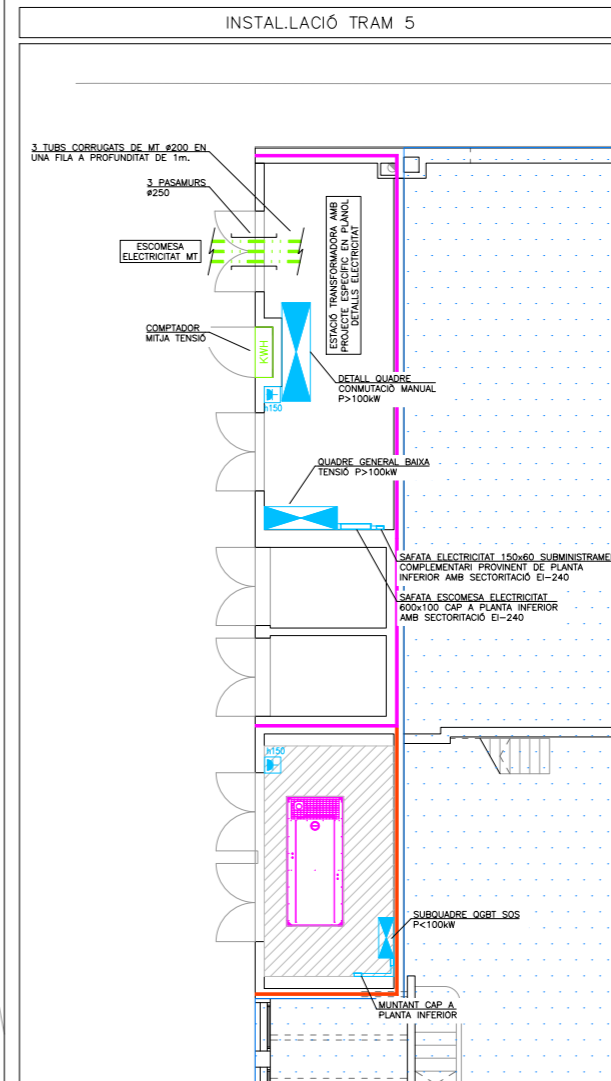 INSTAL.LACIÓ TRAM 5
3 TUBS CORRUGATS DE MT ø200 EN
UNA FILA A PROFUNDITAT DE 1m.
3 PASAMURS
ø250
ESCOMESA
ELECTRICITAT MT
ESTACIÓ TRANSFORMADORA AMB
PROJECTE ESPECÍFIC EN PLÀNOL
DETALLS ELECTRICITAT
COMPTADOR
MITJA TENSIÓ
KWH
DETALL QUADRE
CONMUTACIÓ MANUAL
P>100kW
h150
QUADRE GENERAL BAIXA
TENSIÓ P>100kW
SAFATA ELECTRICITAT 150x60 SUBMINISTRAME
COMPLEMENTARI PROVINENT DE PLANTA
INFERIOR AMB SECTORITACIÓ EI-240
SAFATA ESCOMESA ELECTRICITAT
600x100 CAP A PLANTA INFERIOR
AMB SECTORITACIÓ EI-240
h150
SUBQUADRE QGBT SOS
P<100kW
MUNTANT CAP A
PLANTA INFERIOR